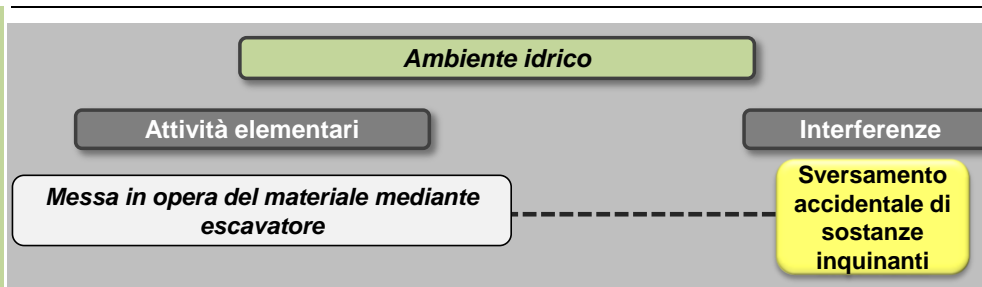 Ambiente idrico
Attività elementari
Interferenze
Messa in opera del materiale mediante
escavatore
Sversamento
accidentale di
sostanze
inquinanti